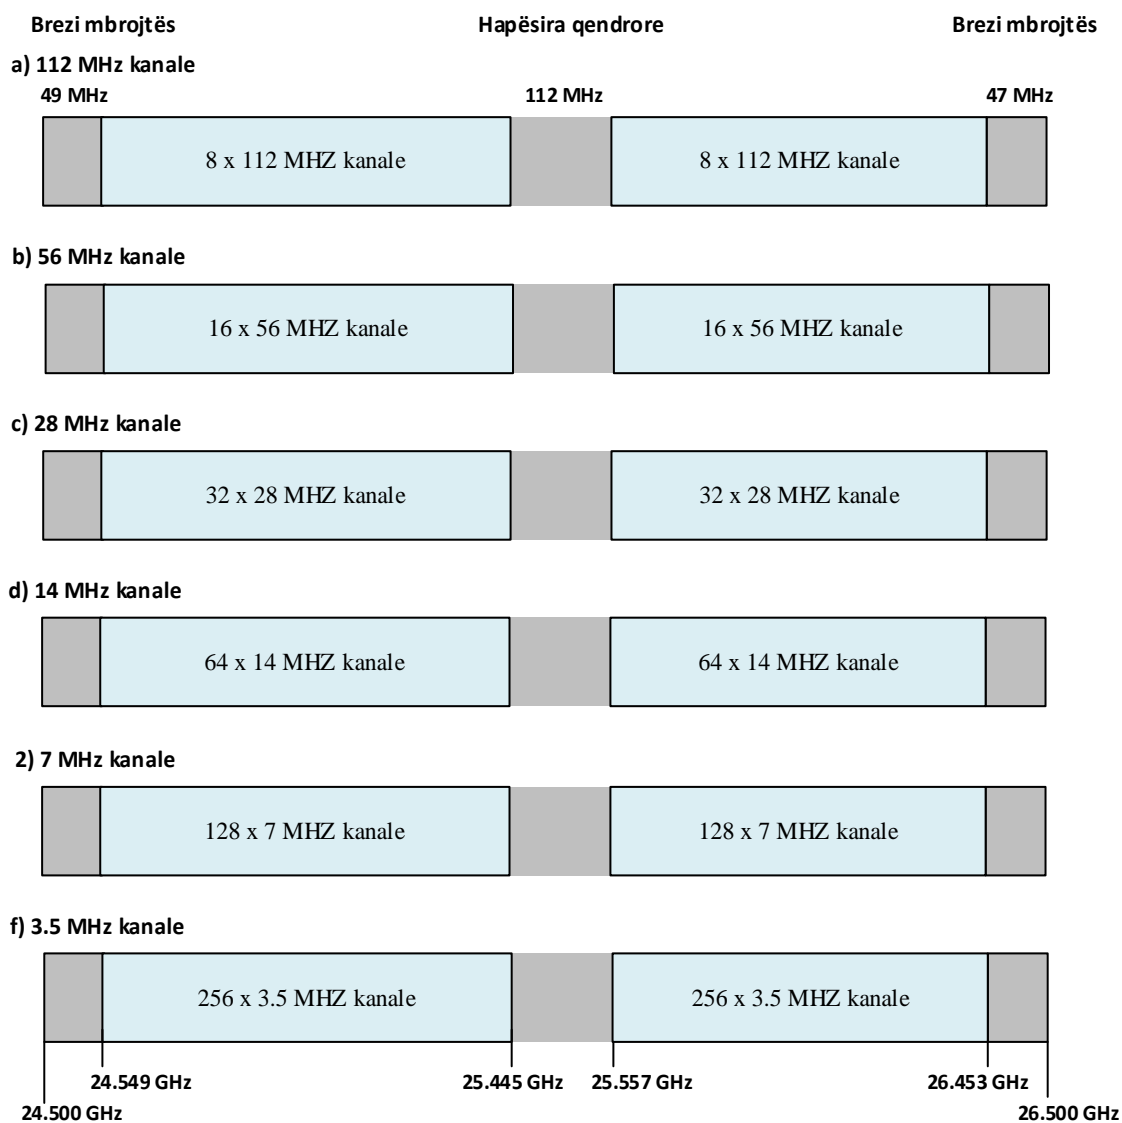 Brezi mbrojtës Hapësira qendrore Brezi mbrojtës
a) 112 MHz kanale
49 MHz 112 MHz 47 MHz
8 x 112 MHZ kanale 8 x 112 MHZ kanale
b) 56 MHz kanale
16 x 56 MHZ kanale 16 x 56 MHZ kanale
c) 28 MHz kanale
32 x 28 MHZ kanale 32 x 28 MHZ kanale
d) 14 MHz kanale
64 x 14 MHZ kanale 64 x 14 MHZ kanale
2) 7 MHz kanale
128 x 7 MHZ kanale 128 x 7 MHZ kanale
f) 3.5 MHz kanale
256 x 3.5 MHZ kanale 256 x 3.5 MHZ kanale
24.549 GHz 25.445 GHz 25.557 GHz 26.453 GHz
24.500 GHz 26.500 GHz